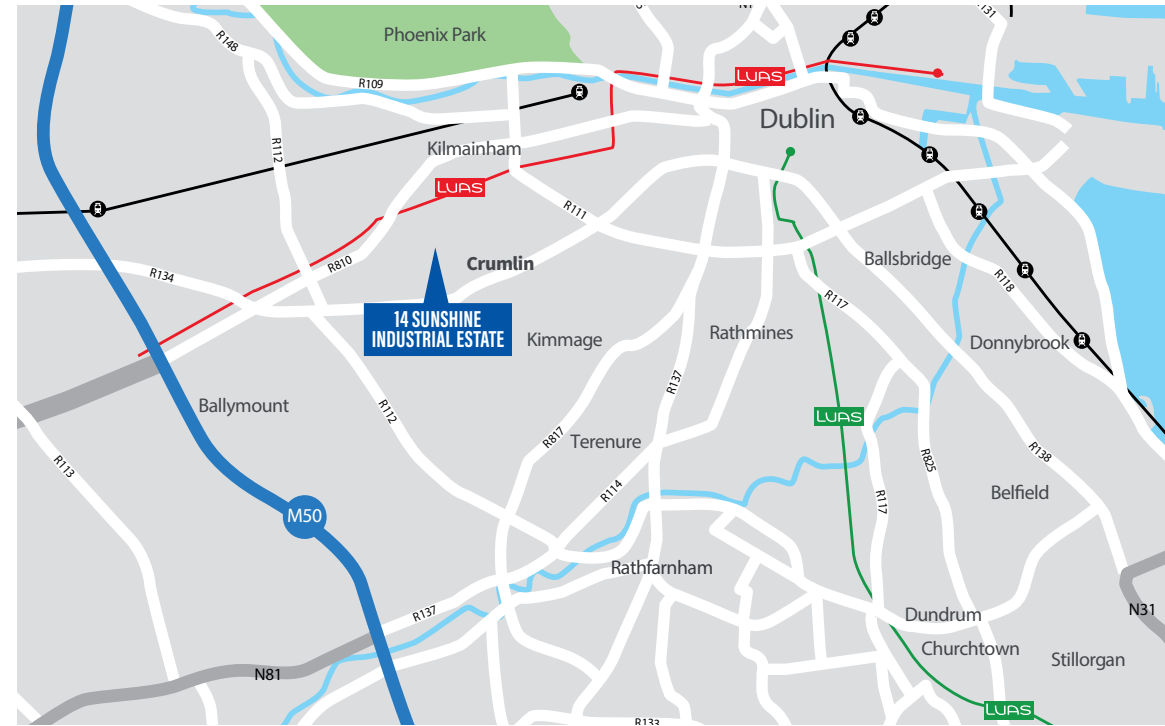 R131
Phoenix Park
R148
LUAS
R109
Dublin
R112
Kilmainham
LUAS
R111
Ballsbridge
R810
Crumlin
R134
R118
R117
14 SUNSHINE
INDUSTRIAL ESTATE
Kimmage
Rathmines
Donnybrook
R137
Ballymount
R112
LUAS
R817
Terenure
R138
R825
R113
R114
Belfield
R117
M50
Rathfarnham
R137
Dundrum
N31
Churchtown
Stillorgan
N81
LUAS
R133